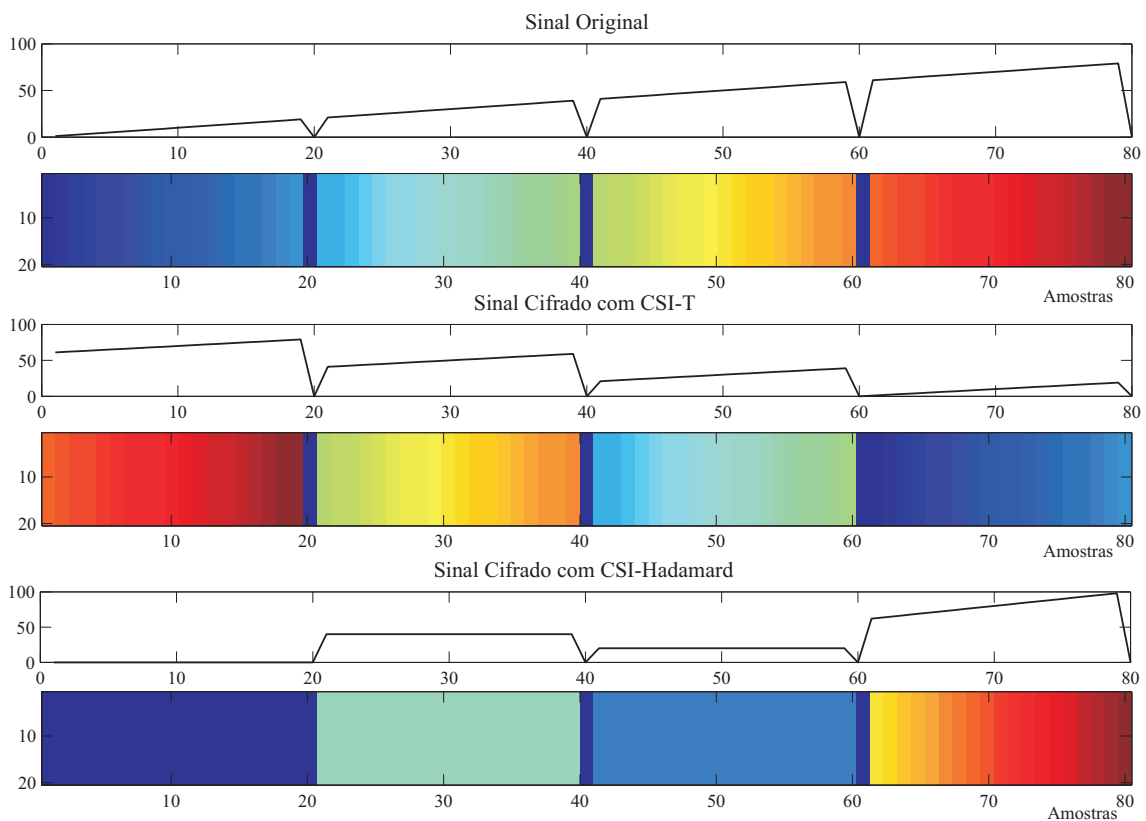 Sinal Original
100
50
0
0 10 20 30 40 50 60 70 80
10
20
10 20 30 40 50 60 70 80
Amostras
Sinal Cifrado com CSI-T
100
50
0
0 10 20 30 40 50 60 70 80
10
20
10 20 30 40 50 60 70 80
Amostras
Sinal Cifrado com CSI-Hadamard
100
50
0
0 10 20 30 40 50 60 70 80
10
20
10 20 30 40 50 60 70 80
Amostras